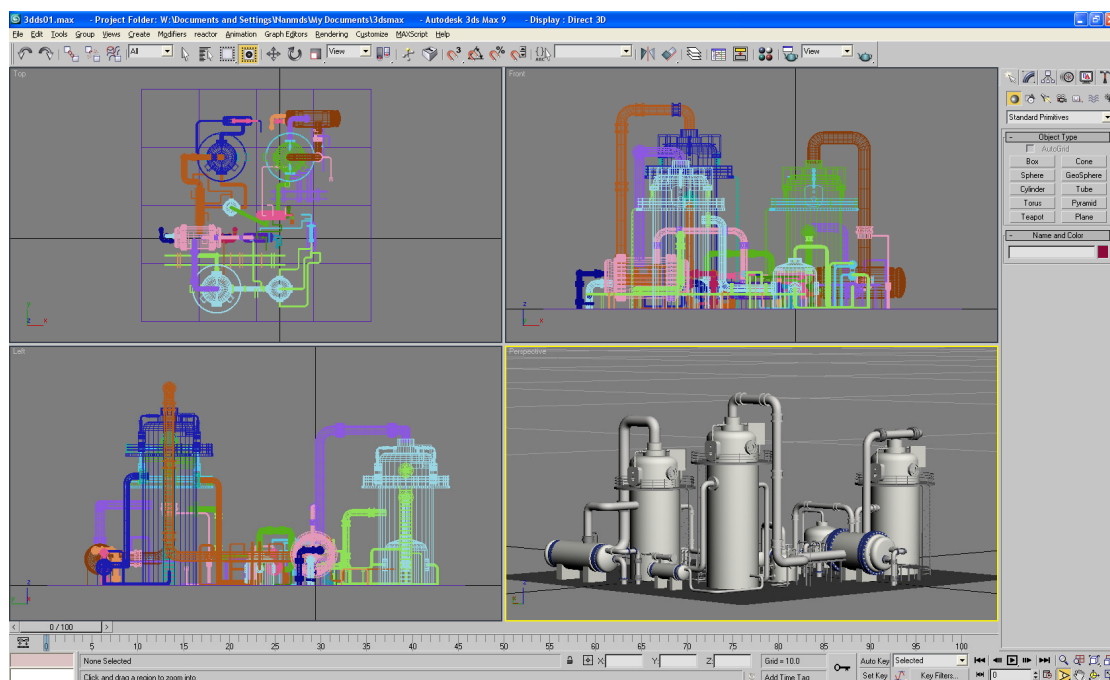 3dds01.max - Project Folder: W:\Documents and Settings\Nanmds\My Documents\3dsmax - Autodesk 3ds Max 9 - Display : Direct 3D
File Edit Tools Group Views Create Modifiers reactor Animation Graph Editors Rendering Customize MAXScript Help
All View View
Top
Front
Left
Perspective
Standard Primitives
- Object Type
AutoGrid
Box Cone
Sphere GeoSphere
Cylinder Tube
Torus Pyramid
Teapot Plane
- Name and Color
< 0 / 100 >
0 5 10 15 20 25 30 35 40 45 50 55 60 65 70 75 80 85 90 95 100
None Selected X: Y: Z: Grid = 10.0 Auto Key Selected
Click and drag a region to zoom into Add Time Tag Set Key Key Filters... 0